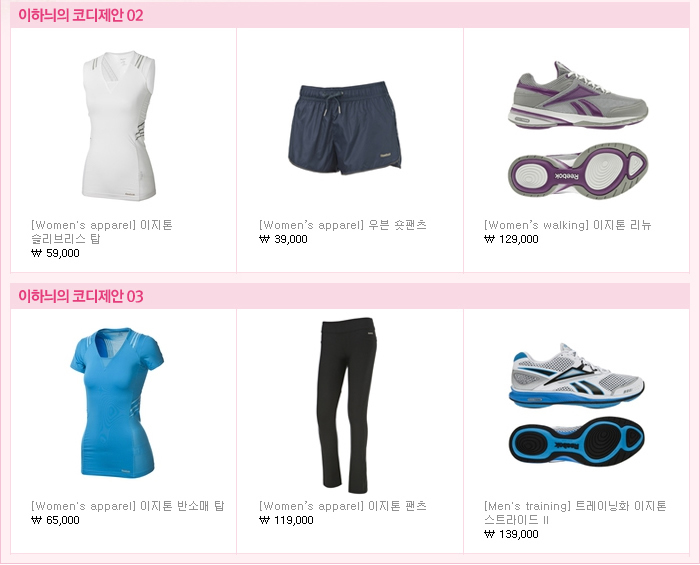 이하늬의 코디제안 02
[Women's apparel] 이지톤
슬리브리스 탑
₩ 59,000
[Women's apparel] 우븐 숏팬츠
₩ 39,000
Reebok
[Women's walking] 이지톤 리뉴
₩ 129,000
이하늬의 코디제안 03
[Women's apparel] 이지톤 반소매 탑
₩ 65,000
[Women's apparel] 이지톤 팬츠
₩ 119,000
Reebok
[Men's training] 트레이닝화 이지톤
스트라이드 II
₩ 139,000